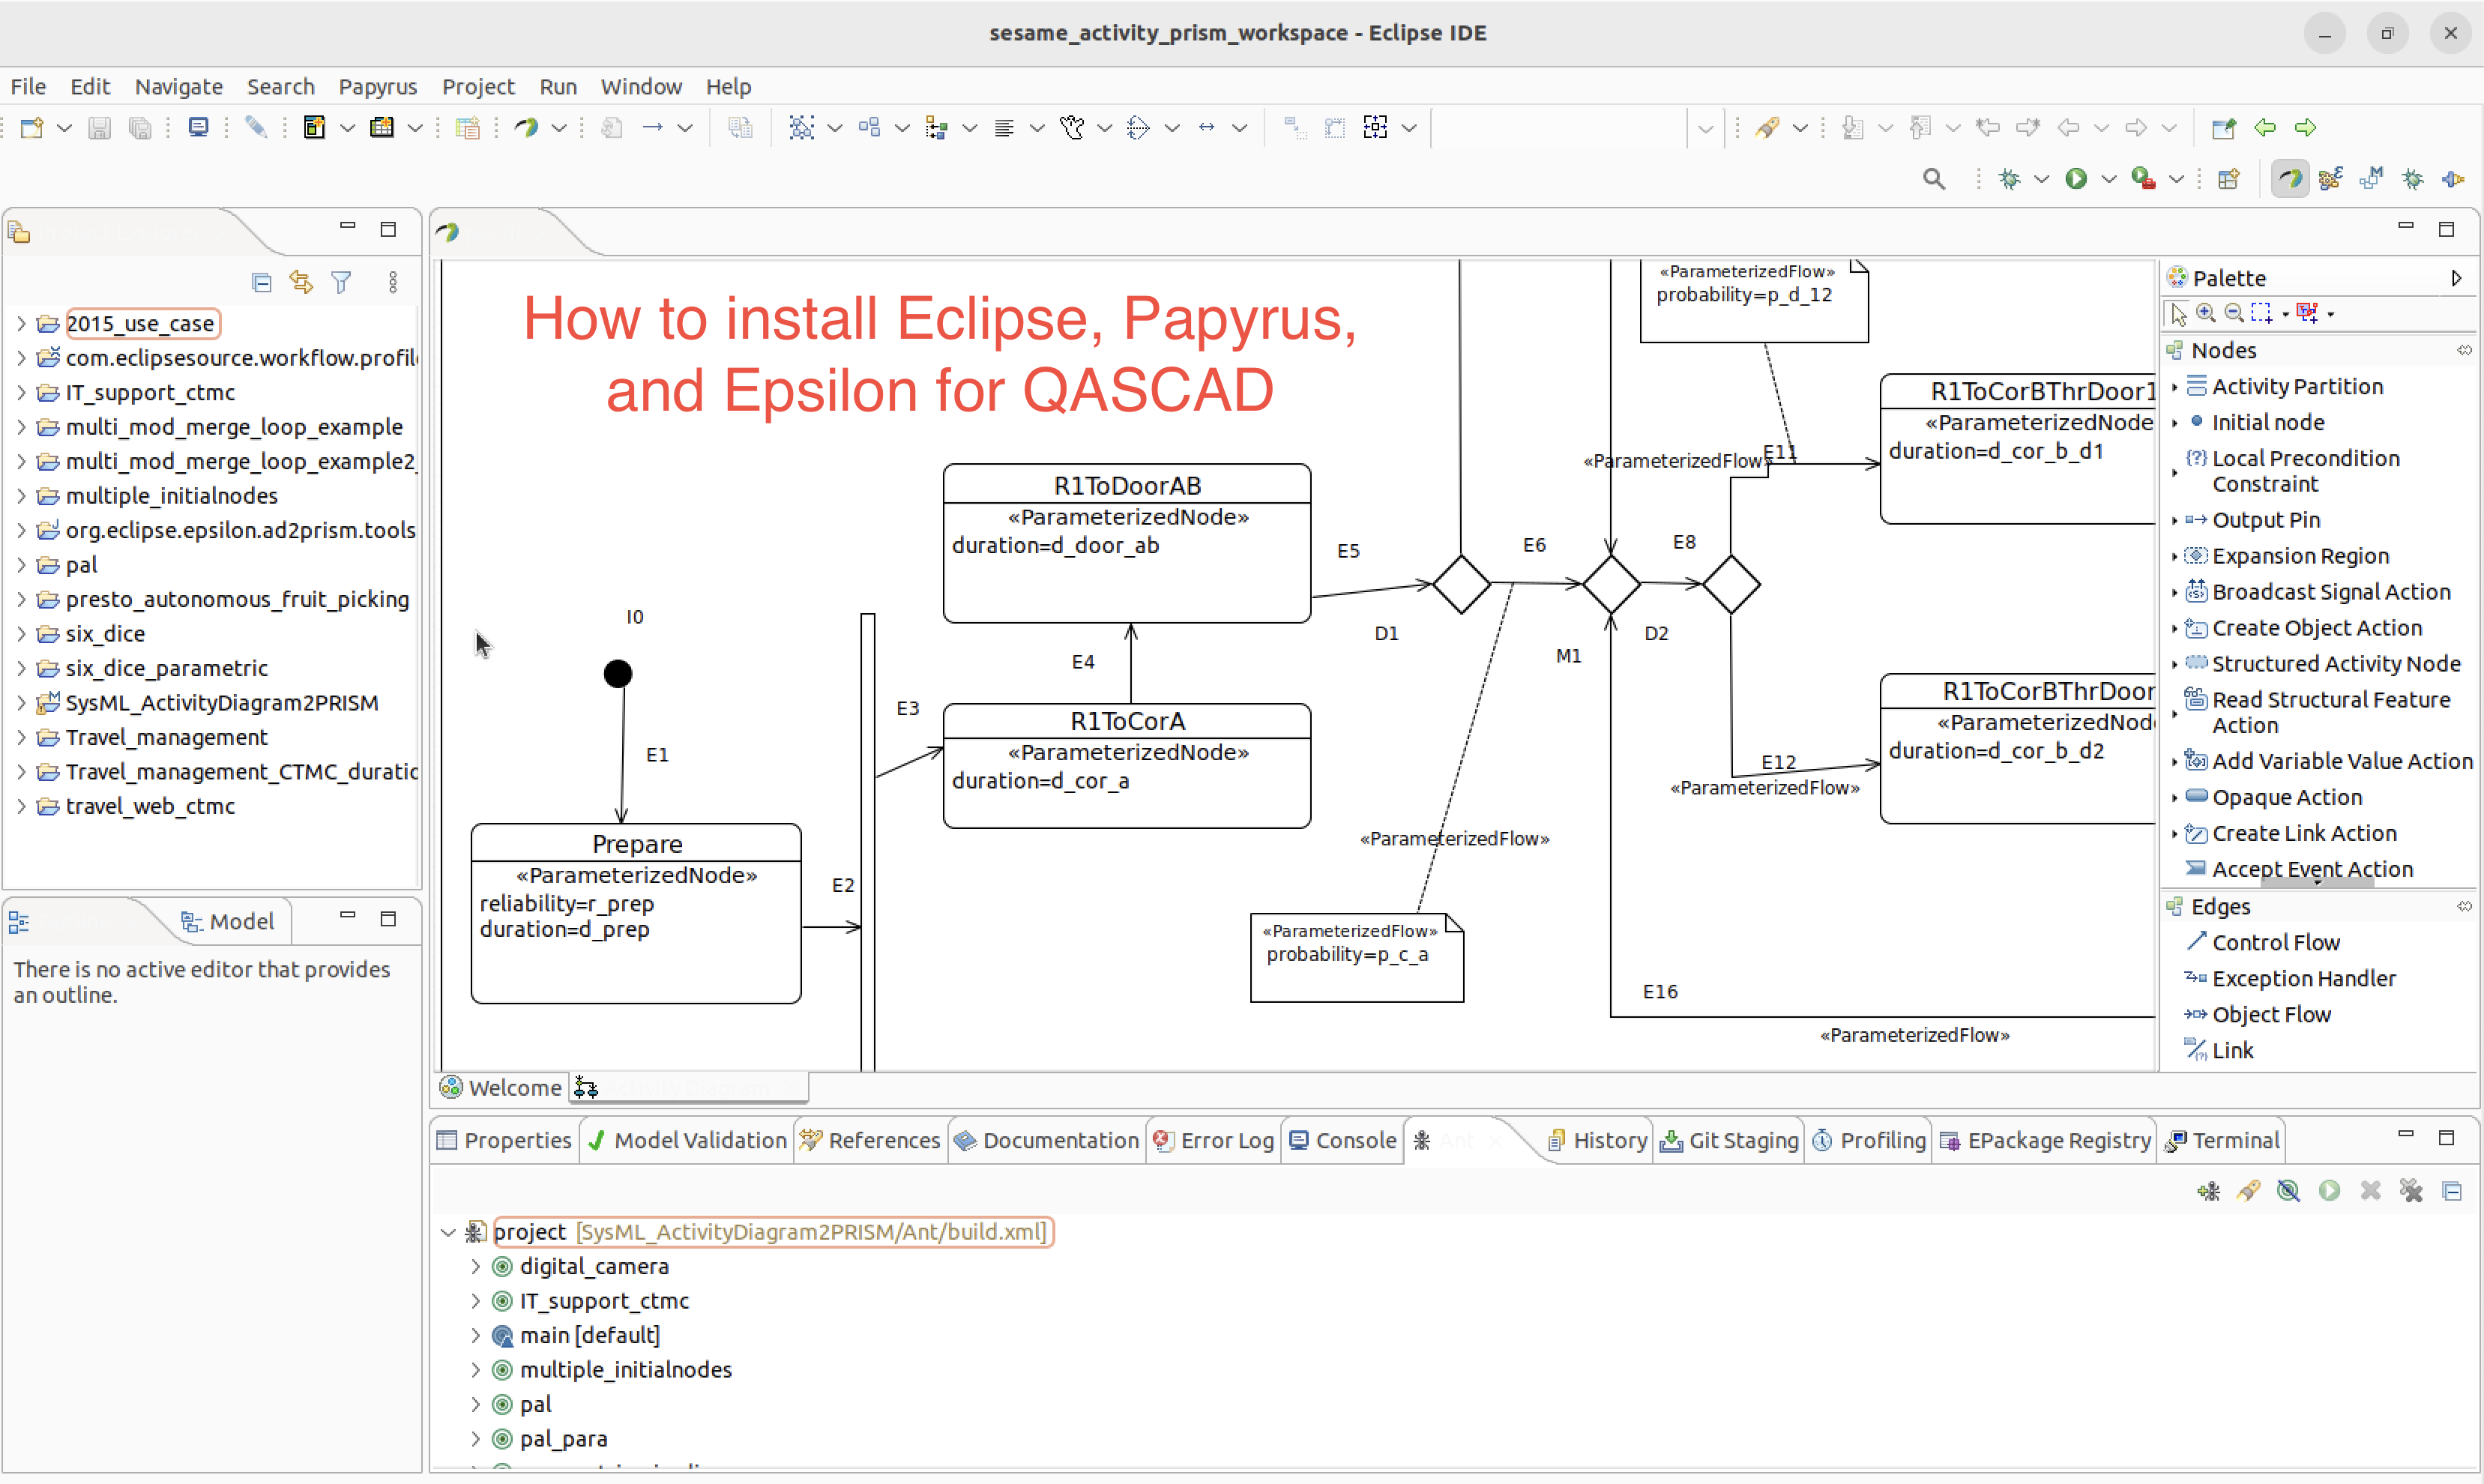 sesame_activity_prism_workspace - Eclipse IDE
File Edit Navigate Search Papyrus Project Run Window Help
2015_use_case
com.eclipsesource.workflow.profil
IT_support_ctmc
multi_mod_merge_loop_example
multi_mod_merge_loop_example2_
multiple_initialnodes
org.eclipse.epsilon.ad2prism.tools
pal
presto_autonomous_fruit_picking
six_dice
six_dice_parametric
SysML_ActivityDiagram2PRISM
Travel_management
Travel_management_CTMC_duratio
travel_web_ctmc
Model
There is no active editor that provides
an outline.
How to install Eclipse, Papyrus,
and Epsilon for QASCAD
«ParameterizedFlow»
probability=p_d_12
R1ToCorBThrDoor1
«ParameterizedNode
duration=d_cor_b_d1
E11
«ParameterizedFlow»
R1ToDoorAB
«ParameterizedNode»
duration=d_door_ab
E5
E6
E8
D1
M1
D2
I0
E4
E3
R1ToCorA
«ParameterizedNode»
duration=d_cor_a
E1
R1ToCorBThrDoor
«ParameterizedNod
duration=d_cor_b_d2
E12
«ParameterizedFlow»
Prepare
«ParameterizedNode»
reliability=r_prep
duration=d_prep
E2
«ParameterizedFlow»
«ParameterizedFlow»
probability=p_c_a
E16
«ParameterizedFlow»
Palette
Nodes
Activity Partition
Initial node
Local Precondition
Constraint
Output Pin
Expansion Region
Broadcast Signal Action
Create Object Action
Structured Activity Node
Read Structural Feature
Action
Add Variable Value Action
Opaque Action
Create Link Action
Accept Event Action
Edges
Control Flow
Exception Handler
Object Flow
Link
Welcome
Properties Model Validation References Documentation Error Log Console Ant History Git Staging Profiling EPackage Registry Terminal
project [SysML_ActivityDiagram2PRISM/Ant/build.xml]
digital_camera
IT_support_ctmc
main [default]
multiple_initialnodes
pal
pal_para